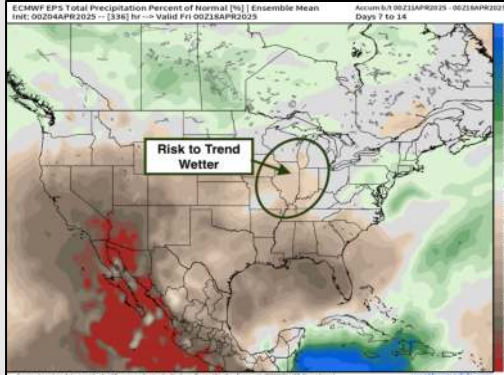 ECMWF EPS Total Precipitation Percent of Normal [%] | Ensemble Mean
Init: 00Z04APR2025 -- [336] hr --> Valid Fri 00Z18APR2025
Accum b/t 00Z11APR2025 - 00Z18APR2025
Days 7 to 14
Risk to Trend
Wetter